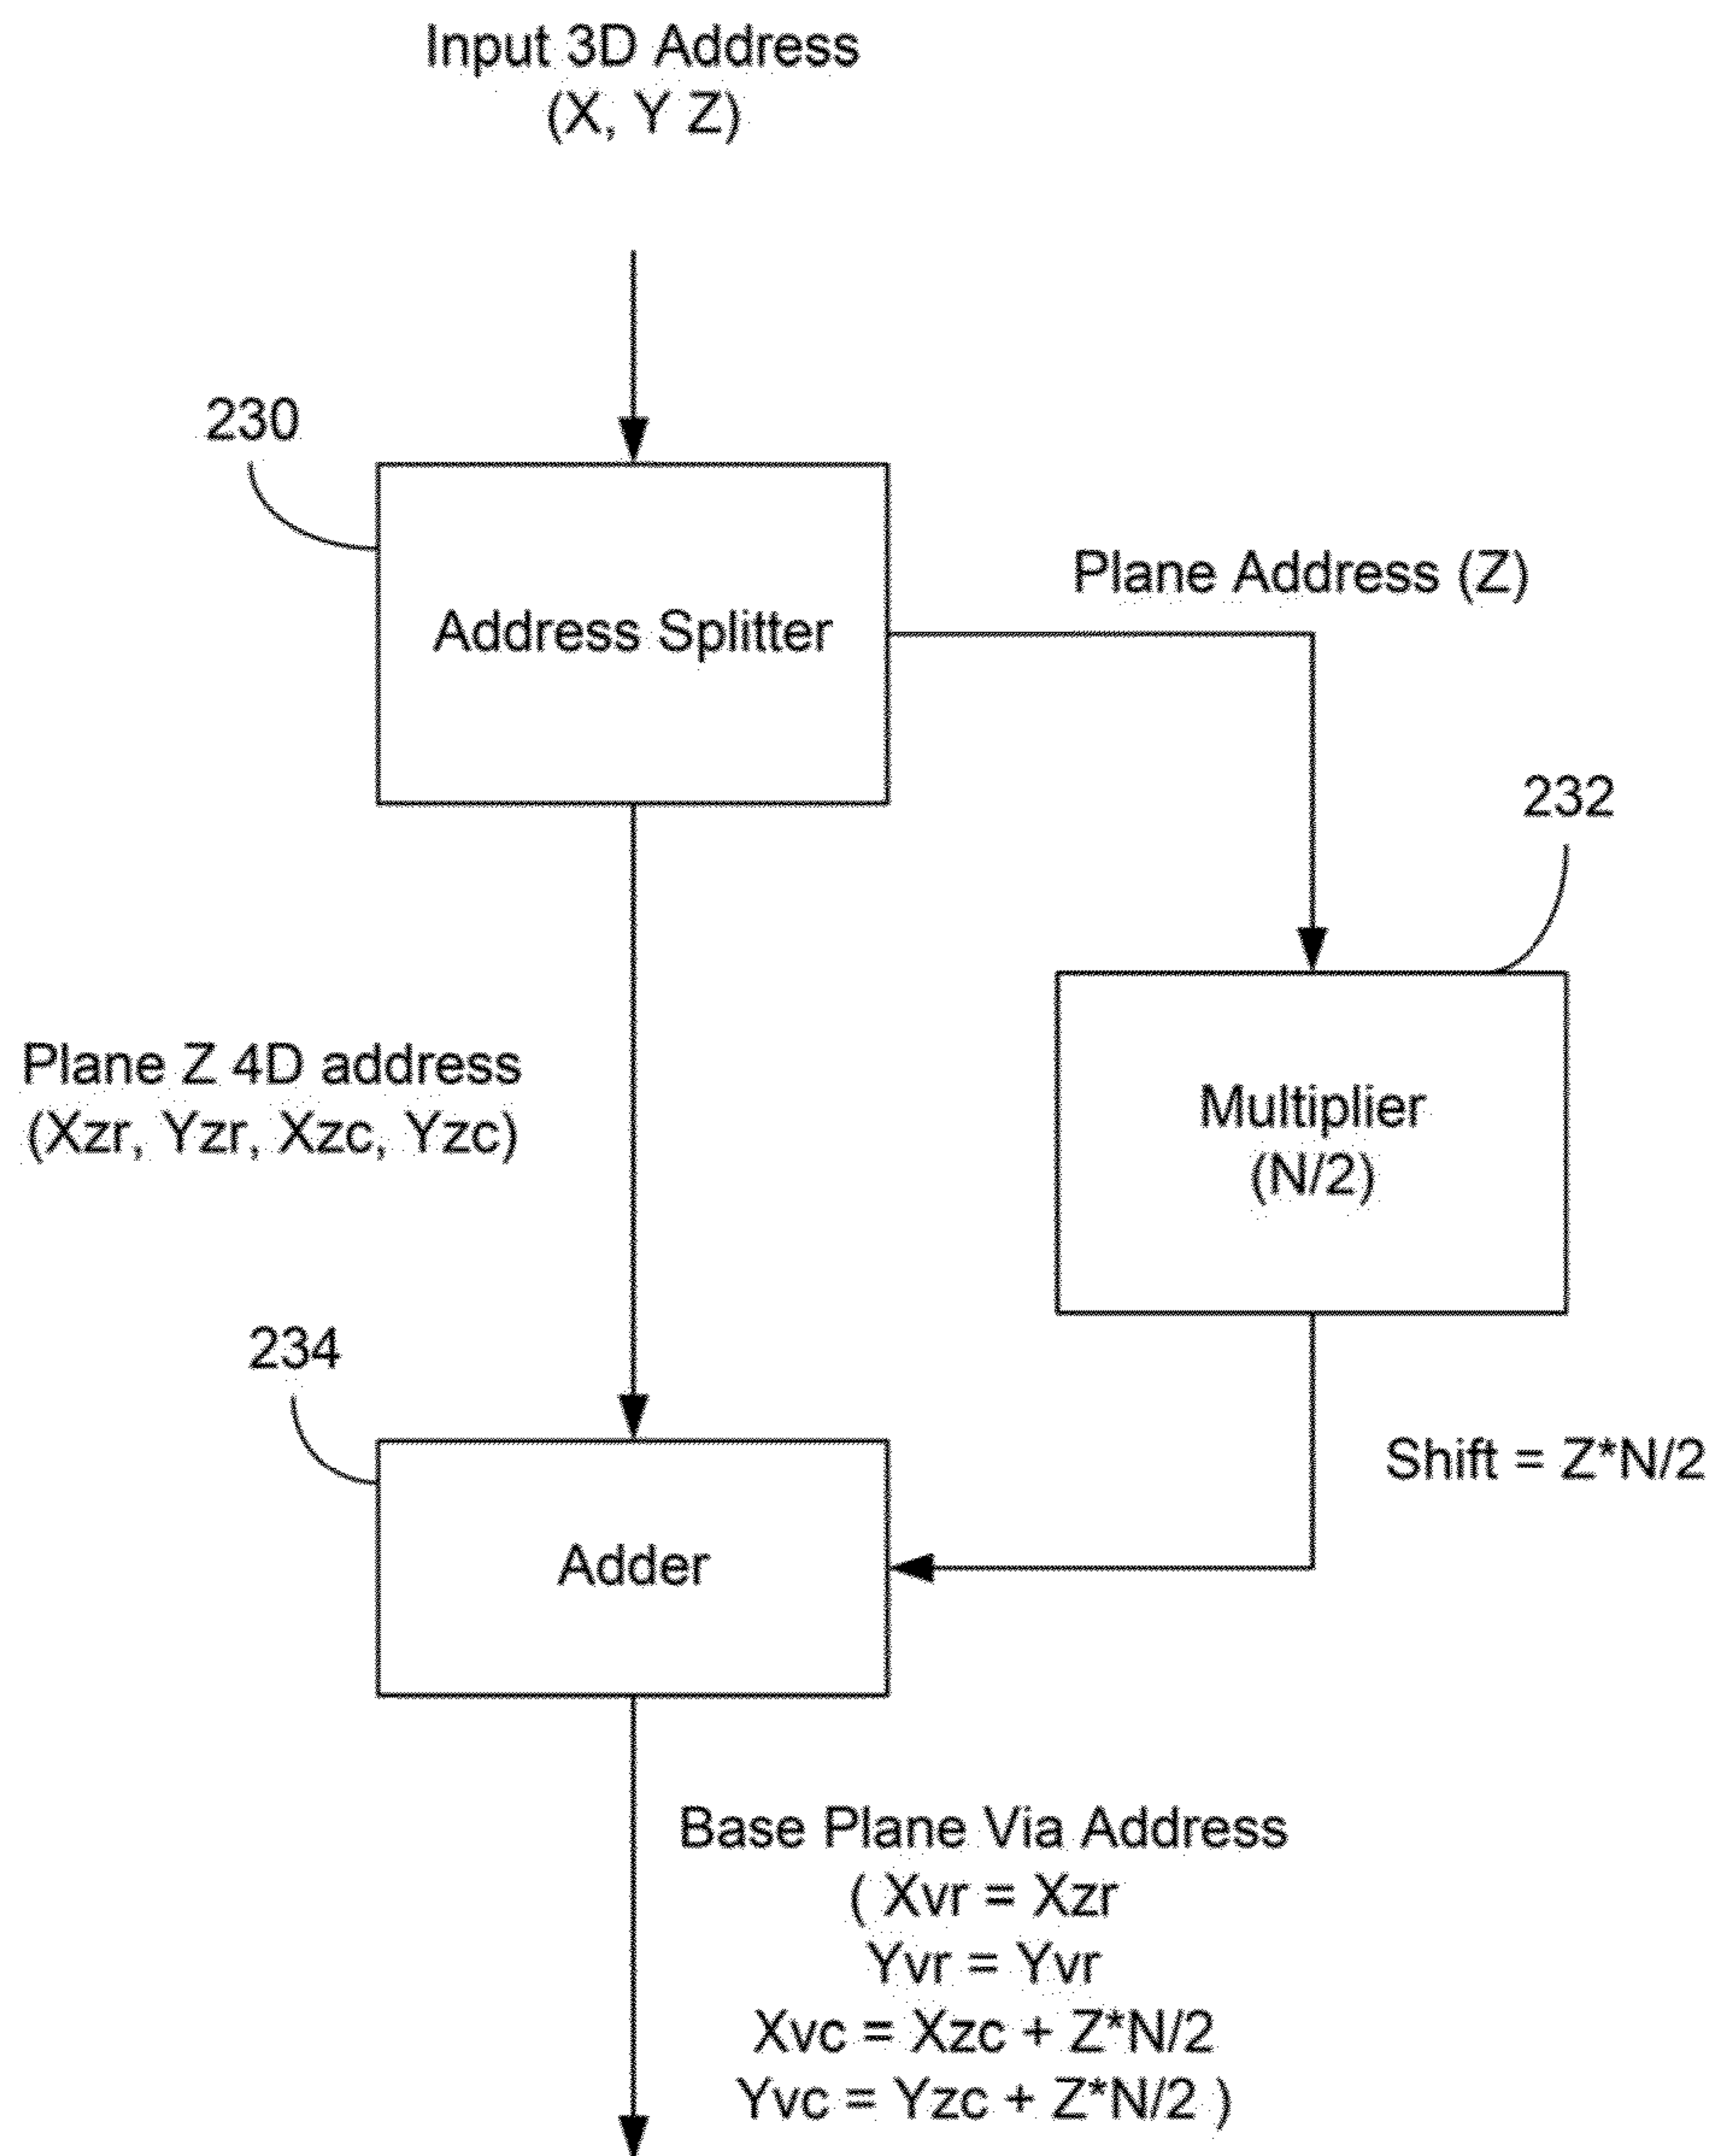 Input 3D Address
(X, Y Z)
230
Address Splitter
Plane Address (Z)
232
Multiplier
(N/2)
Plane Z 4D address
(Xzr, Yzr, Xzc, Yzc)
234
Adder
Shift = Z*N/2
Base Plane Via Address
( Xvr = Xzr
Yvr = Yvr
Xvc = Xzc + Z*N/2
Yvc = Yzc + Z*N/2 )